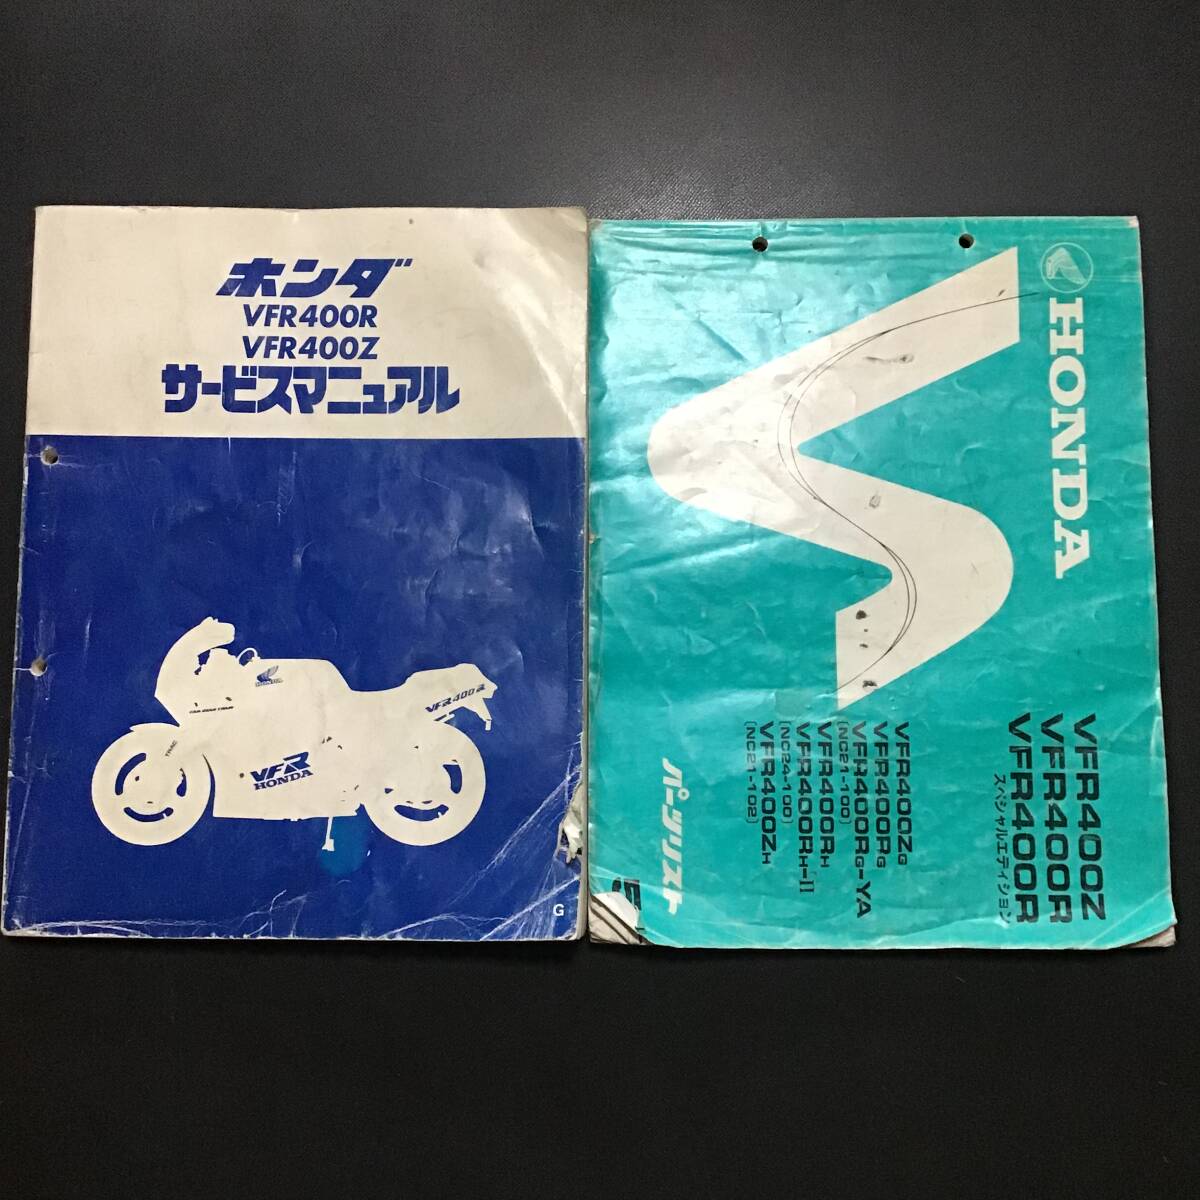 ホンダ
VFR400R
VFR400Z
サービスマニュアル
HONDA
VFR400R
VFR
HONDA
G
HONDA
VFR400Z
VFR400R
VFR400R
スペシャルエディション
VFR400ZG
VFR400RG
VFR400RG-YA
(NC21-100)
VFR400RH
VFR400RH-II
(NC24-100)
VFR400ZH
(NC21-102)
パーツリスト
5